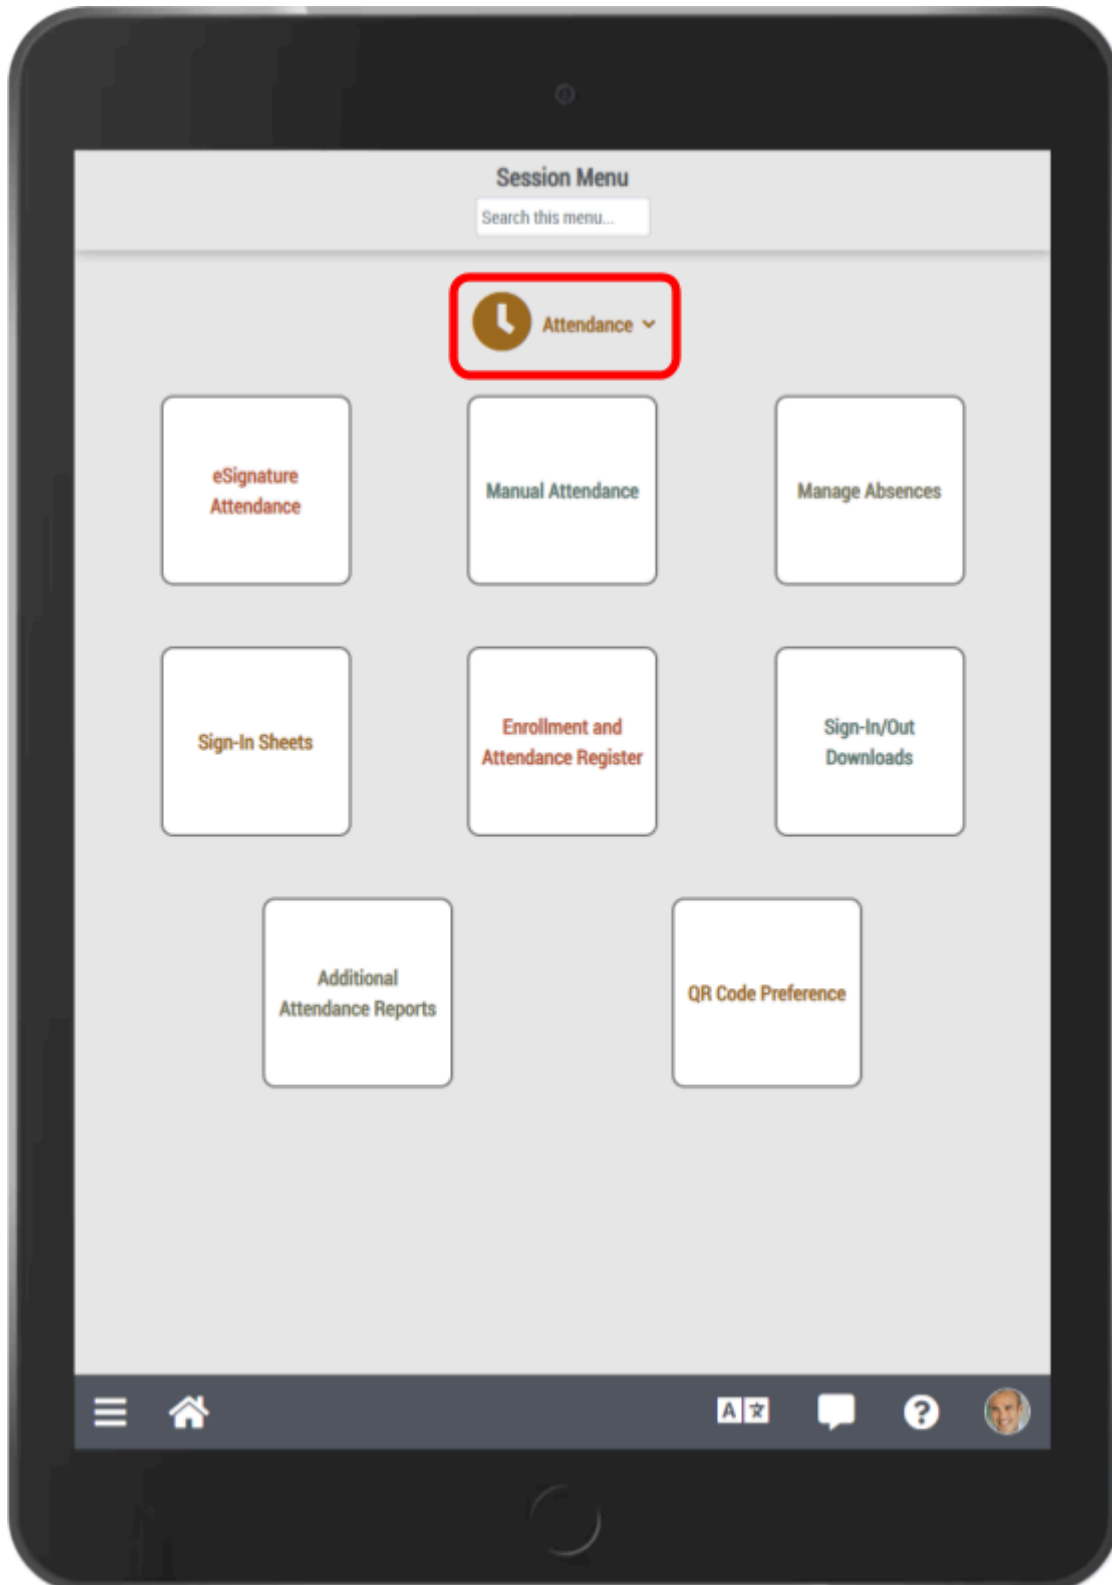 Session Menu
Search this menu...
Attendance
eSignature
Attendance
Manual Attendance
Manage Absences
Sign-In Sheets
Enrollment and
Attendance Register
Sign-In/Out
Downloads
Additional
Attendance Reports
QR Code Preference
A 文
?